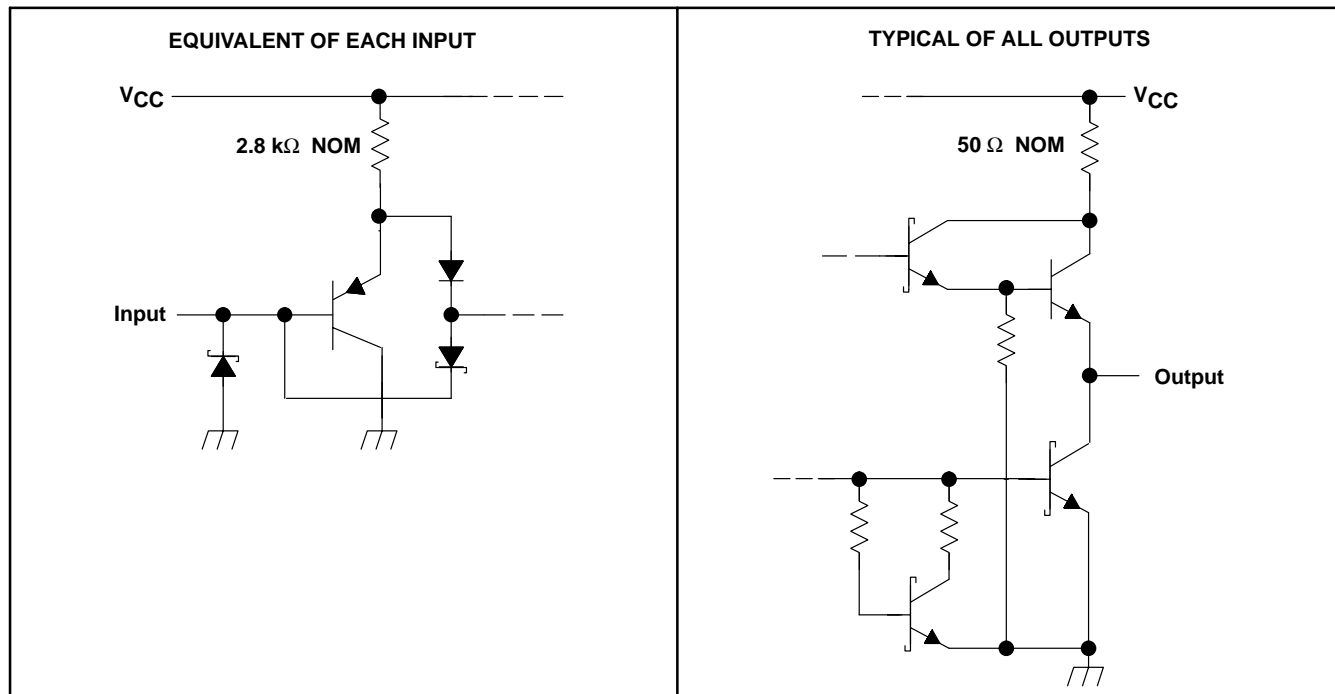 EQUIVALENT OF EACH INPUT
VCC
2.8 kΩ NOM
Input
TYPICAL OF ALL OUTPUTS
VCC
50 Ω NOM
Output